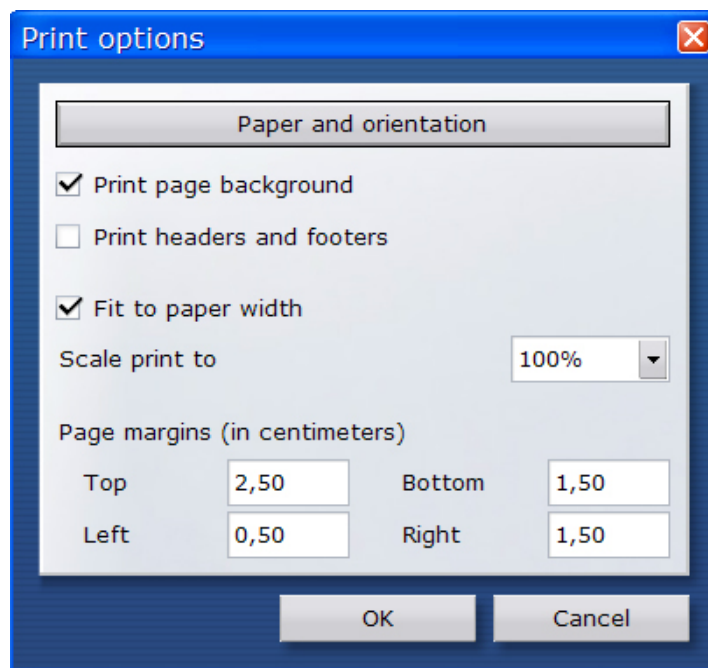 Print options
Paper and orientation
Print page background
Print headers and footers
Fit to paper width
Scale print to 100%
Page margins (in centimeters)
Top 2,50 Bottom 1,50
Left 0,50 Right 1,50
OK Cancel